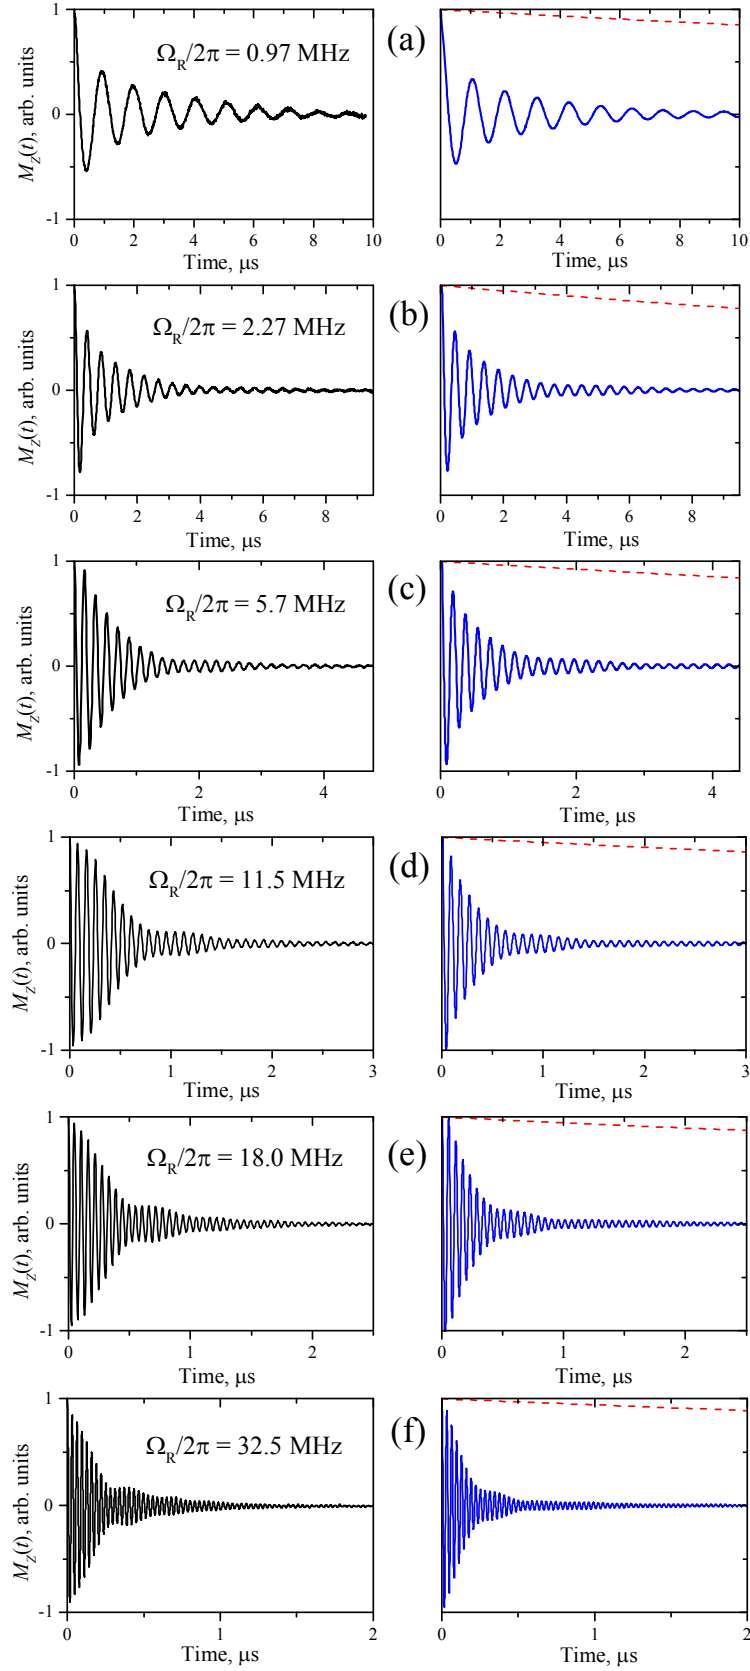 1
0
-1
M_Z(t), arb. units
Ω_R/2π = 0.97 MHz
(a)
0 2 4 6 8 10
0 2 4 6 8 10
Time, μs
Time, μs
1
0
-1
M_Z(t), arb. units
Ω_R/2π = 2.27 MHz
(b)
0 2 4 6 8
0 2 4 6 8
Time, μs
Time, μs
1
0
-1
M_Z(t), arb. units
Ω_R/2π = 5.7 MHz
(c)
0 2 4
0 2 4
Time, μs
Time, μs
1
0
-1
M_Z(t), arb. units
Ω_R/2π = 11.5 MHz
(d)
0 1 2 3
0 1 2 3
Time, μs
Time, μs
1
0
-1
M_Z(t), arb. units
Ω_R/2π = 18.0 MHz
(e)
0 1 2
0 1 2
Time, μs
Time, μs
1
0
-1
M_Z(t), arb. units
Ω_R/2π = 32.5 MHz
(f)
0 1 2
0 1 2
Time, μs
Time, μs